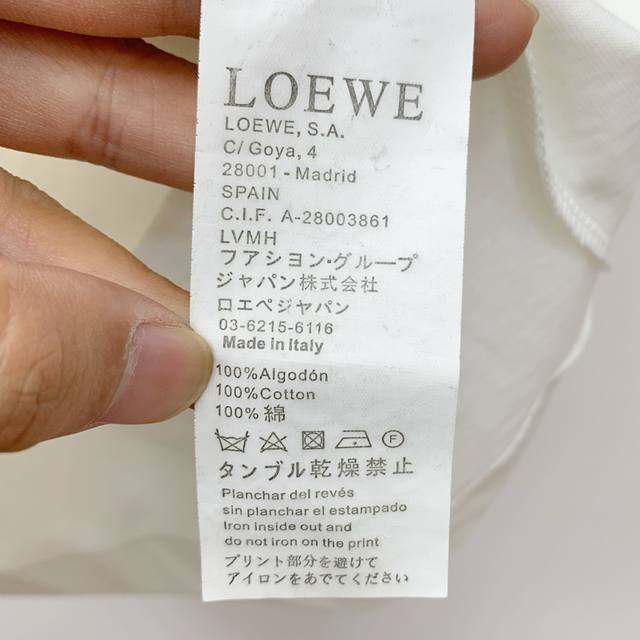 LOEWE
LOEWE, S.A.
C/ Goya, 4
28001 - Madrid
SPAIN
C.I.F. A-28003861
LVMH
フアシヨン・グループ
ジャパン株式会社
ロエペジャパン
03-6215-6116
Made in Italy
100%Algodón
100%Cotton
100% 綿
F
タンブル乾燥禁止
Planchar del revés
sin planchar el estampado
Iron inside out and
do not iron on the print
プリント部分を避けて
アイロンをあでてください